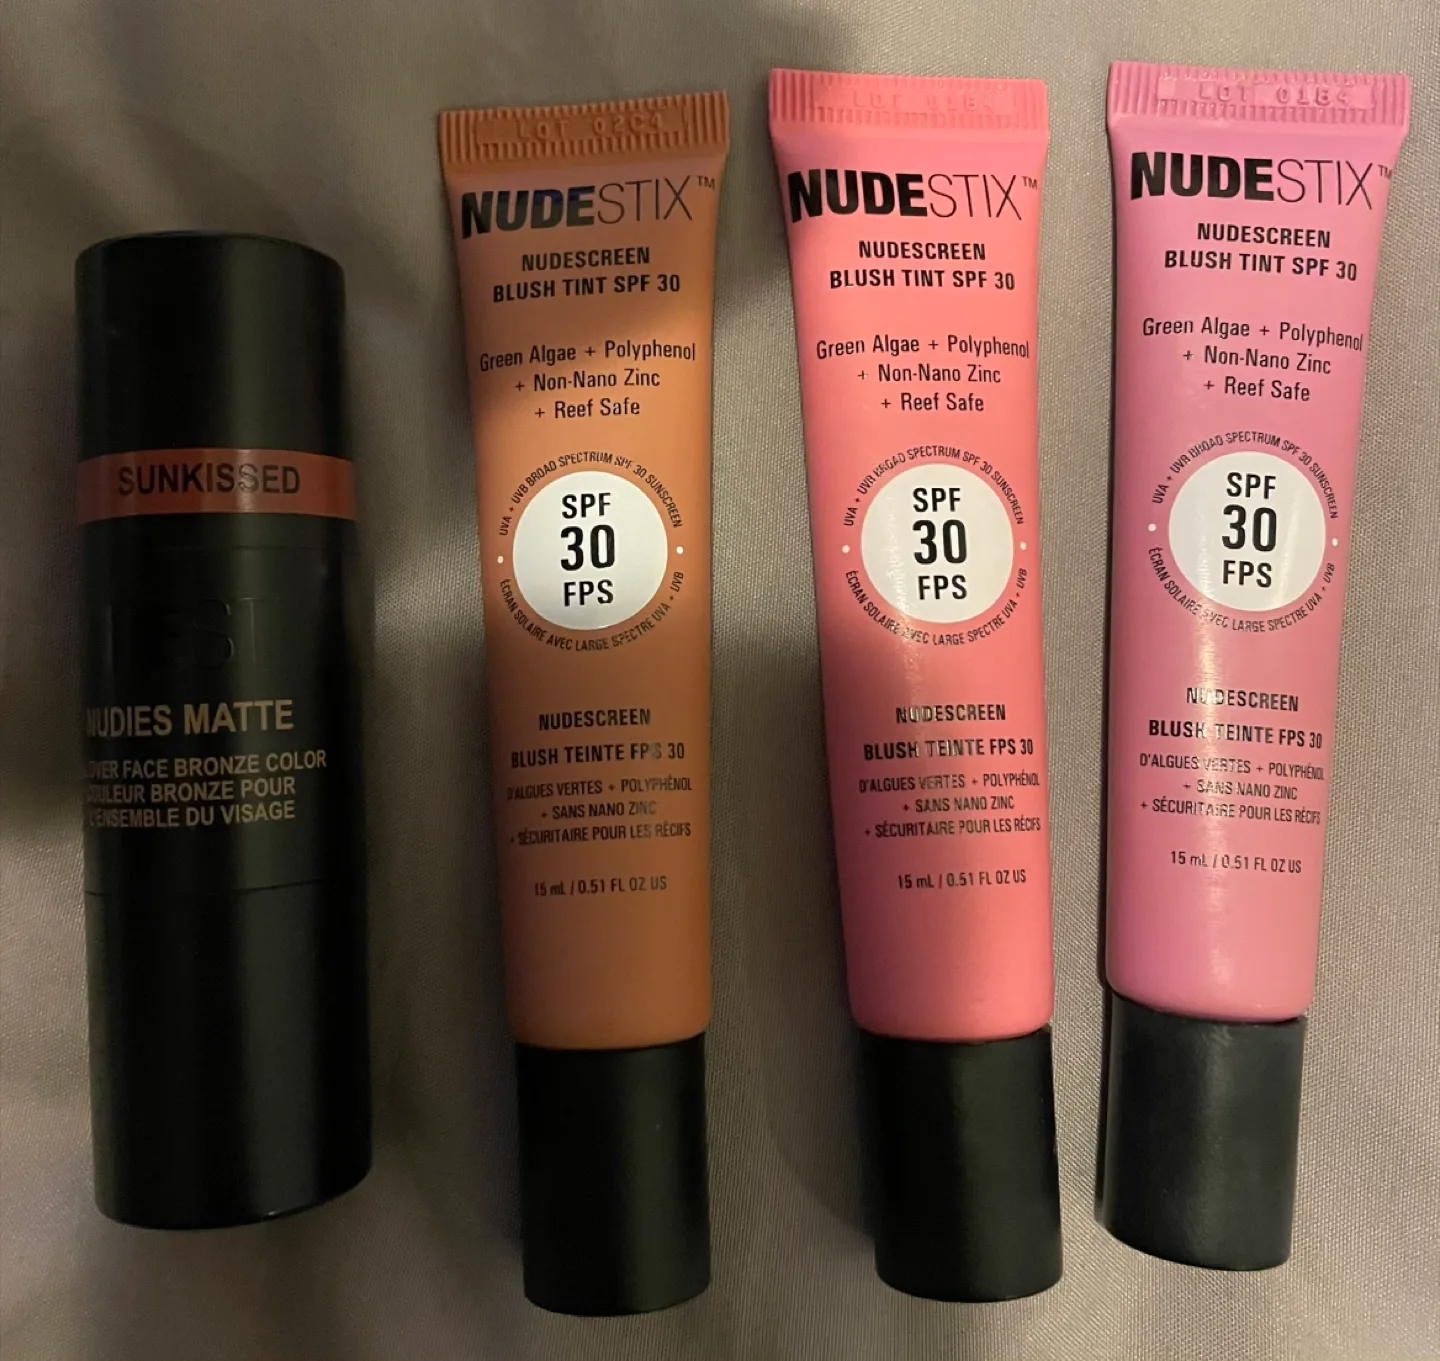 SUNKISSED
NUDIES MATTE
OVER FACE BRONZE COLOR
COULEUR BRONZE POUR
L'ENSEMBLE DU VISAGE
LOT 02C4
NUDESTIX™
NUDESCREEN
BLUSH TINT SPF 30
Green Algae + Polyphenol
+ Non-Nano Zinc
+ Reef Safe
UVA + UVB BROAD SPECTRUM SPF 30 SUNSCREEN
SPF
30
FPS
ÉCRAN SOLAIRE AVEC LARGE SPECTRE UVA + UVB
NUDESCREEN
BLUSH TEINTE FPS 30
D'ALGUES VERTES + POLYPHÉNOL
+ SANS NANO ZINC
+ SÉCURITAIRE POUR LES RÉCIFS
15 mL / 0.51 FL OZ US
LOT 01B4
NUDESTIX™
NUDESCREEN
BLUSH TINT SPF 30
Green Algae + Polyphenol
+ Non-Nano Zinc
+ Reef Safe
UVA + UVB BROAD SPECTRUM SPF 30 SUNSCREEN
SPF
30
FPS
ÉCRAN SOLAIRE AVEC LARGE SPECTRE UVA + UVB
NUDESCREEN
BLUSH TEINTE FPS 30
D'ALGUES VERTES + POLYPHÉNOL
+ SANS NANO ZINC
+ SÉCURITAIRE POUR LES RÉCIFS
15 mL / 0.51 FL OZ US
LOT 01B4
NUDESTIX™
NUDESCREEN
BLUSH TINT SPF 30
Green Algae + Polyphenol
+ Non-Nano Zinc
+ Reef Safe
UVA + UVB BROAD SPECTRUM SPF 30 SUNSCREEN
SPF
30
FPS
ÉCRAN SOLAIRE AVEC LARGE SPECTRE UVA + UVB
NUDESCREEN
BLUSH TEINTE FPS 30
D'ALGUES VERTES + POLYPHÉNOL
+ SANS NANO ZINC
+ SÉCURITAIRE POUR LES RÉCIFS
15 mL / 0.51 FL OZ US